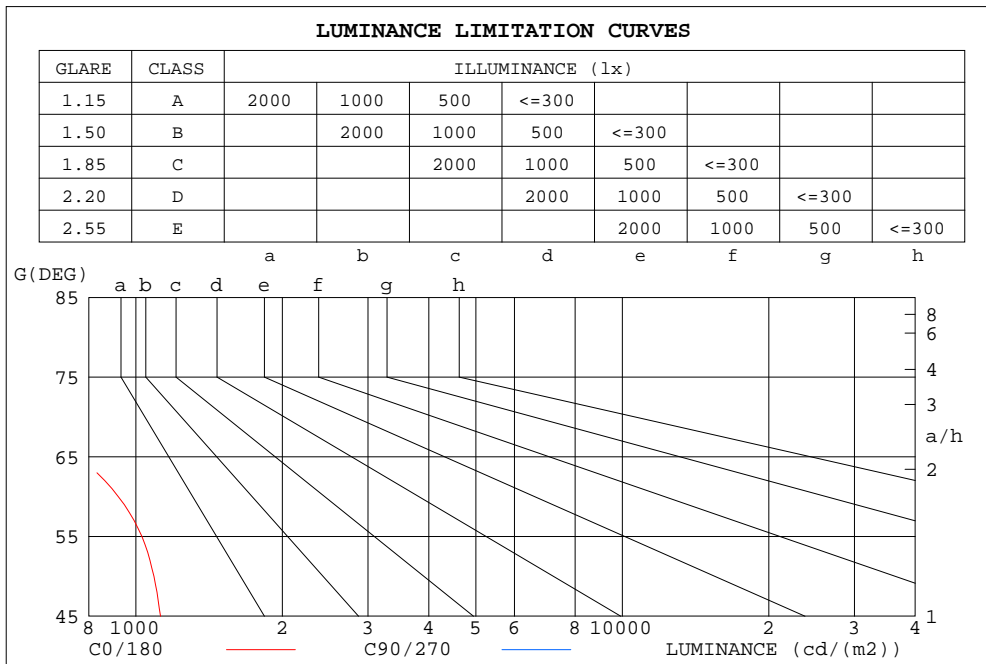 LUMINANCE LIMITATION CURVES
GLARE CLASS ILLUMINANCE (lx)
1.15 A 2000 1000 500 <=300
1.50 B 2000 1000 500 <=300
1.85 C 2000 1000 500 <=300
2.20 D 2000 1000 500 <=300
2.55 E 2000 1000 500 <=300
a b c d e f g h
G(DEG)
a b c d e f g h
85
8
6
75
4
3
a/h
65
2
55
45 1
8 1000 2 3 4 5 6 8 10000 2 3 4
C0/180 C90/270 LUMINANCE (cd/(m2))